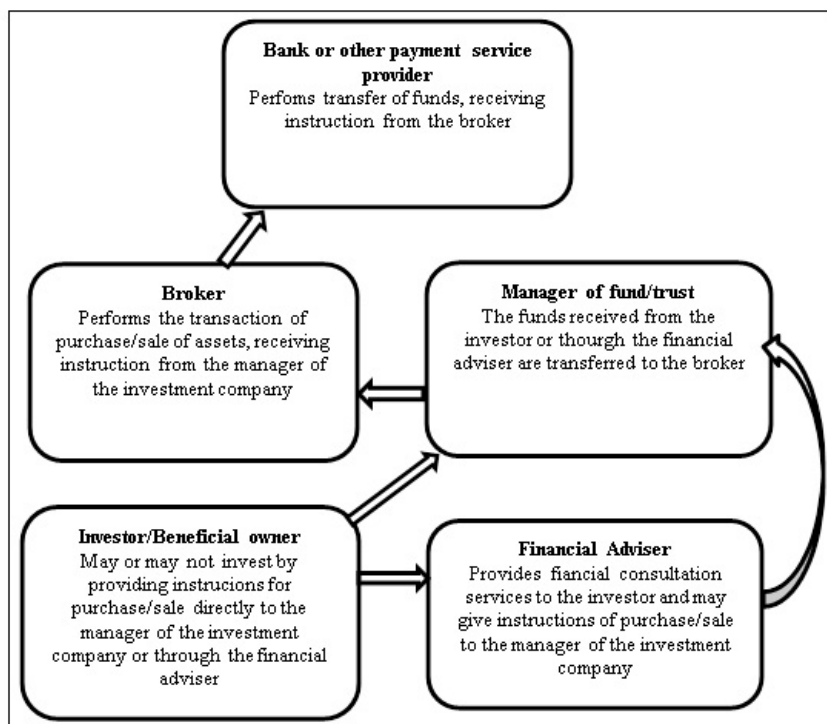 Bank or other payment service
provider
Perfoms transfer of funds, receiving
instruction from the broker
Broker
Performs the transaction of
purchase/sale of assets, receiving
instruction from the manager of
the investment company
Manager of fund/trust
The funds received from the
investor or thourgh the financial
adviser are transferred to the broker
Investor/Beneficial owner
May or may not invest by
providing instrucions for
purchase/sale directly to the
manager of the investment
company or through the financial
adviser
Financial Adviser
Provides fiancial consultation
services to the investor and may
give instructions of purchase/sale
to the manager of the investment
company